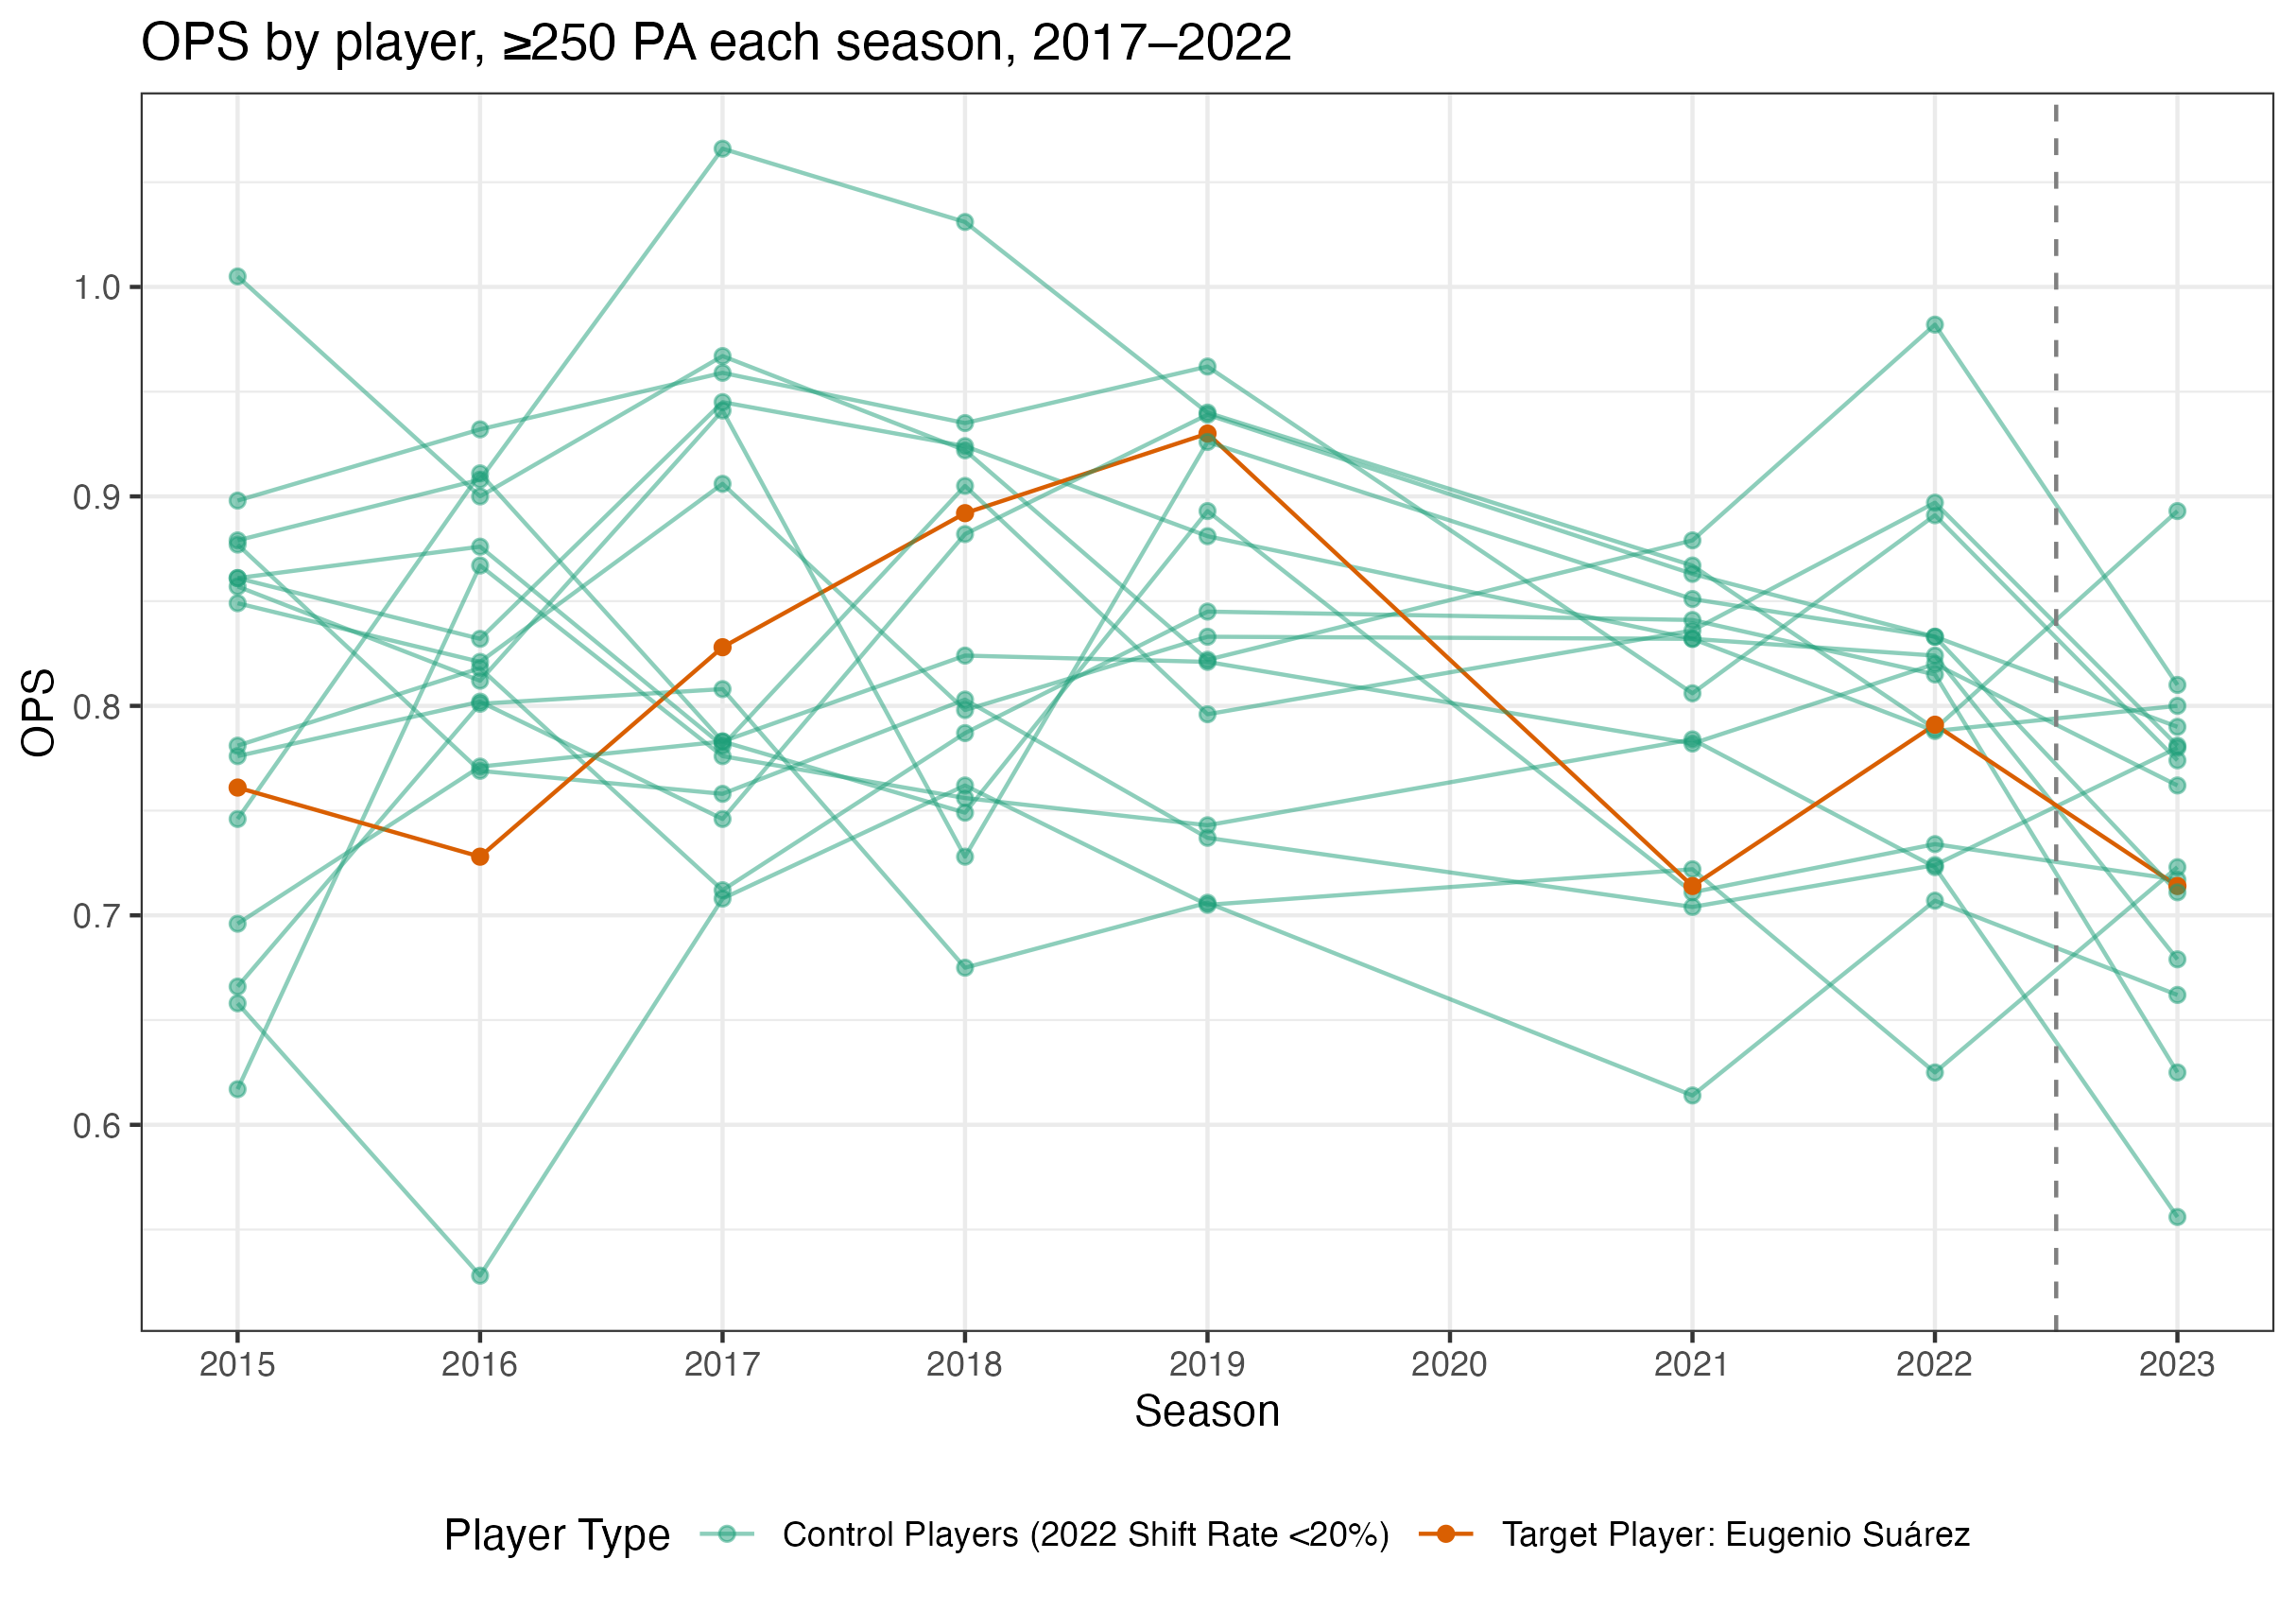 OPS by player, ≥250 PA each season, 2017–2022
OPS
1.0
0.9
0.8
0.7
0.6
2015 2016 2017 2018 2019 2020 2021 2022 2023
Season
Player Type Control Players (2022 Shift Rate <20%) Target Player: Eugenio Suárez